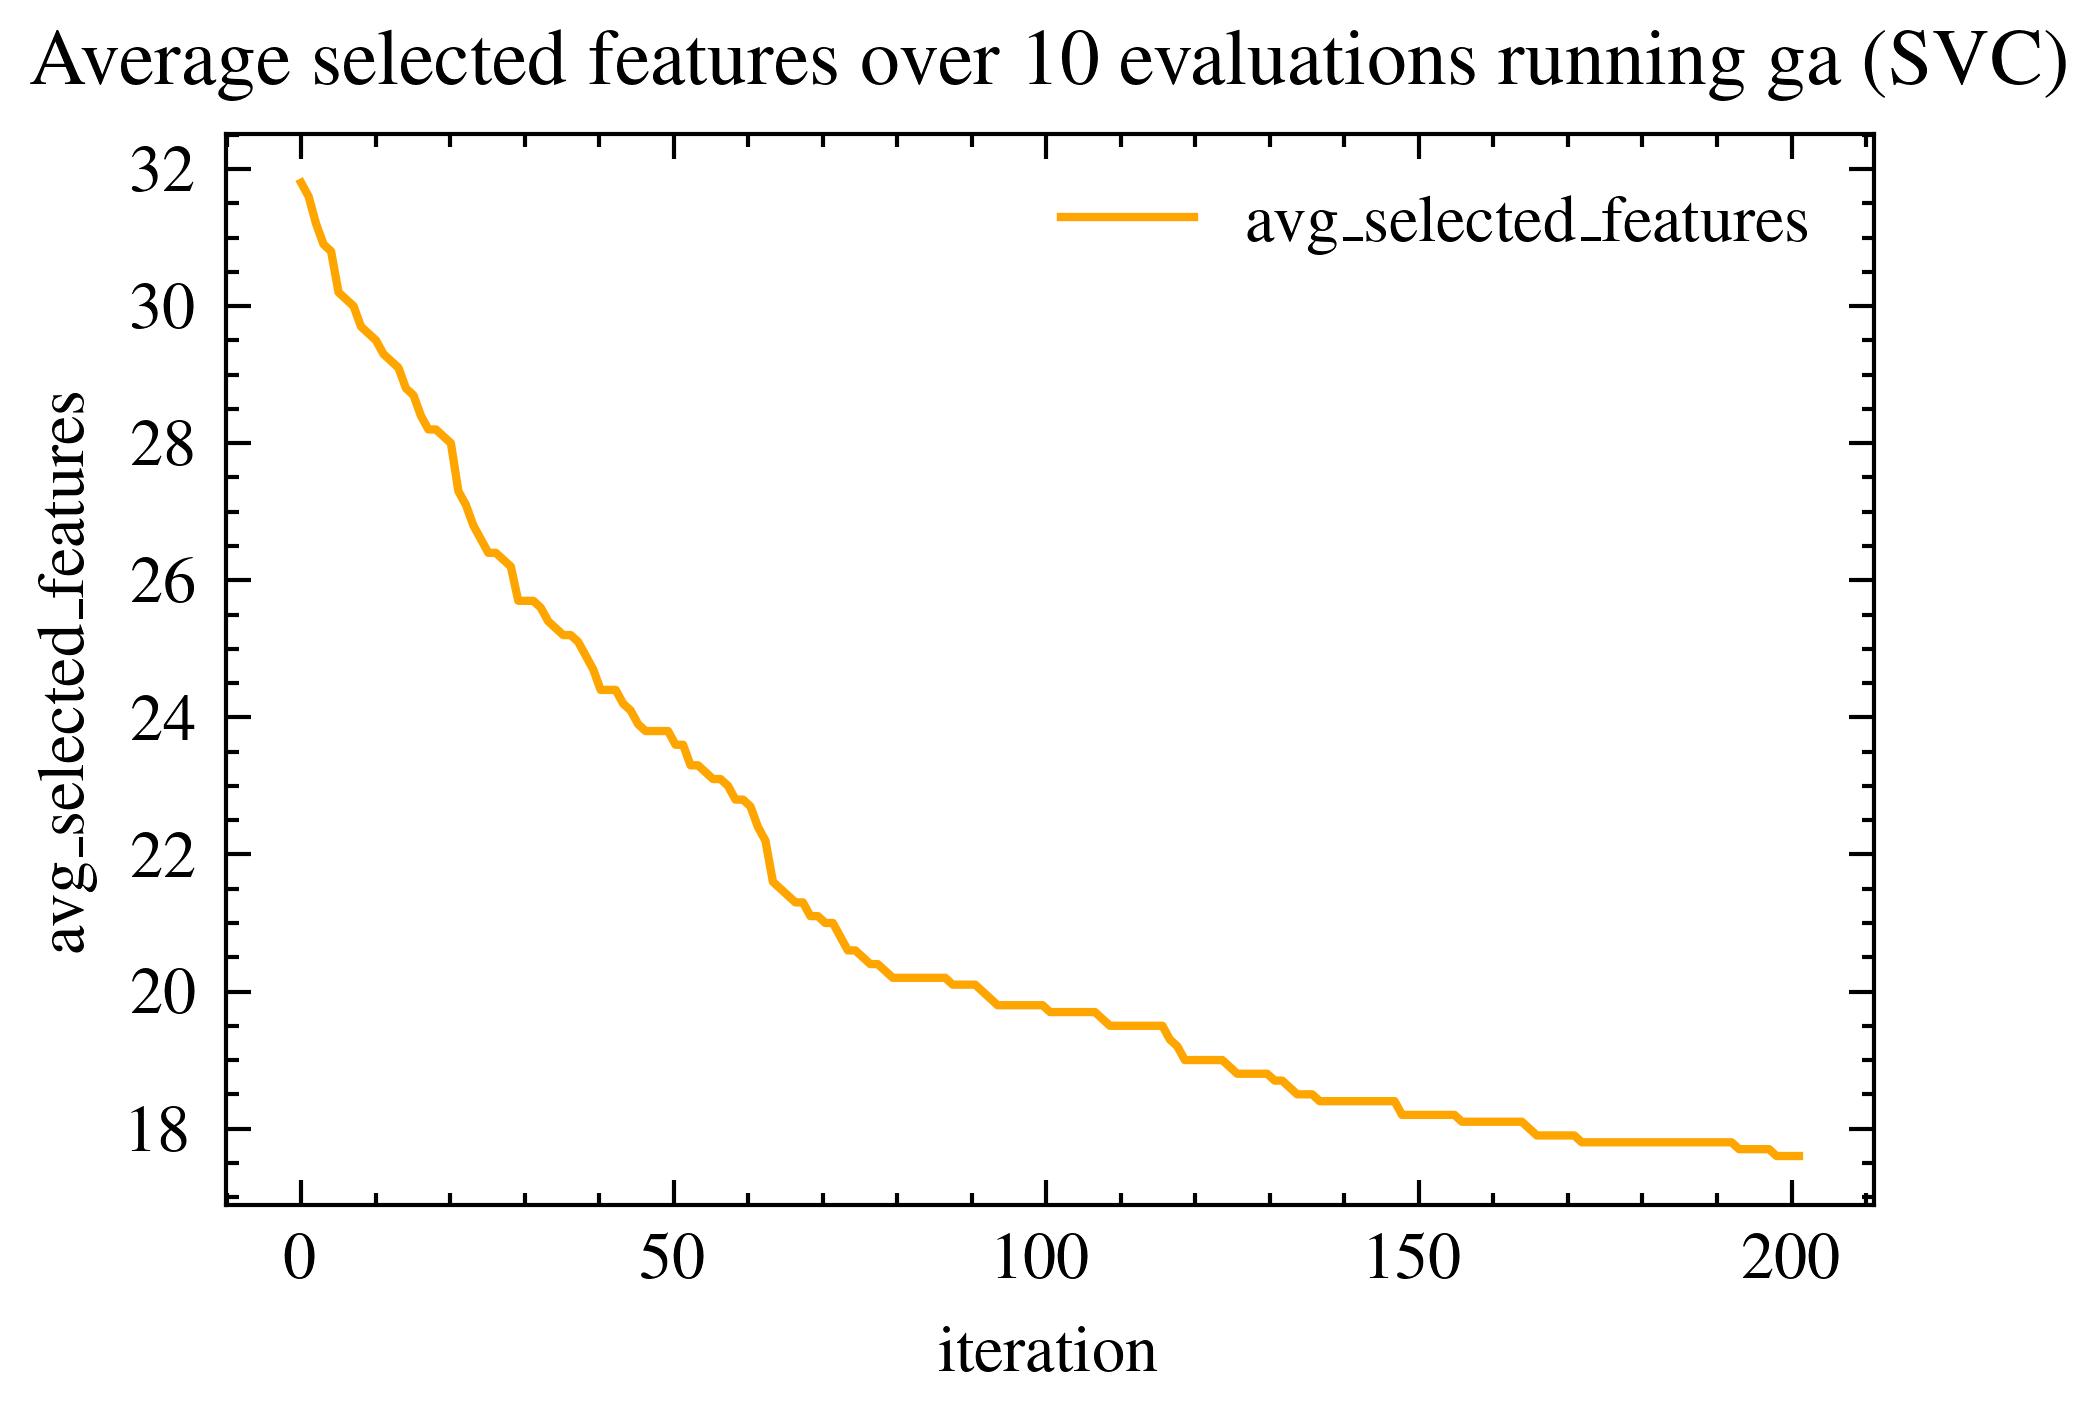 Average selected features over 10 evaluations running ga (SVC)
avg_selected_features
32
30
28
26
24
22
20
18
avg_selected_features
0 50 100 150 200
iteration